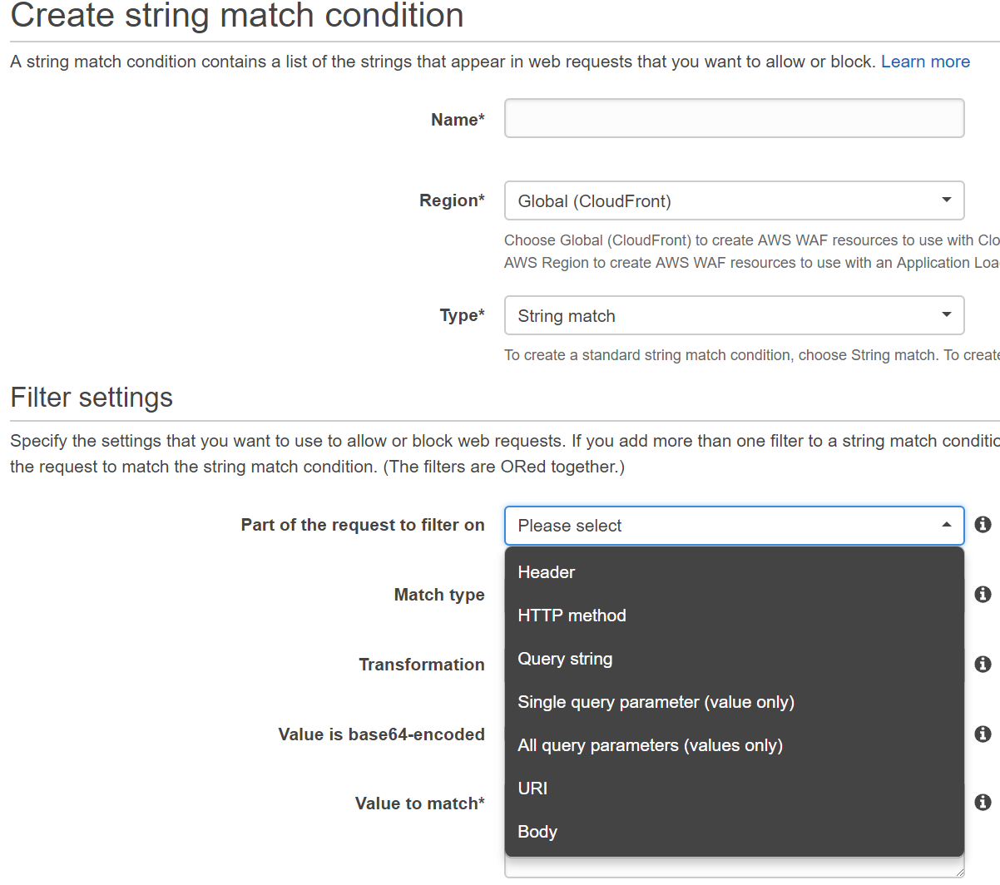 Create string match condition
A string match condition contains a list of the strings that appear in web requests that you want to allow or block. Learn more
Name*
Region*
Global (CloudFront)
Choose Global (CloudFront) to create AWS WAF resources to use with Clo
AWS Region to create AWS WAF resources to use with an Application Loa
Type*
String match
To create a standard string match condition, choose String match. To create
Filter settings
Specify the settings that you want to use to allow or block web requests. If you add more than one filter to a string match conditio
the request to match the string match condition. (The filters are ORed together.)
Part of the request to filter on
Please select
Header
Match type
HTTP method
Query string
Transformation
Single query parameter (value only)
Value is base64-encoded
All query parameters (values only)
URI
Value to match*
Body